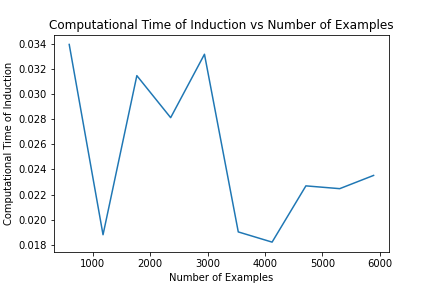 Computational Time of Induction vs Number of Examples
0.034
0.032
0.030
0.028
0.026
0.024
0.022
0.020
0.018
Computational Time of Induction
1000 2000 3000 4000 5000 6000
Number of Examples